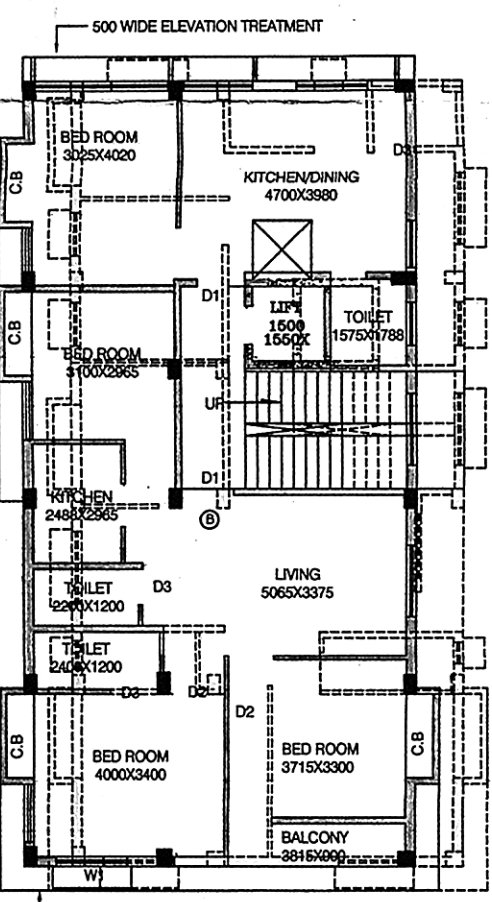 500 WIDE ELEVATION TREATMENT
BED ROOM
3025X4020
D3
C.B
KITCHEN/DINING
4700X3980
D1
LIFT
1500
1550X
TOILET
1575X1788
C.B
BED ROOM
3100X2965
UP
D1
KITCHEN
2488X2965
B
LIVING
5065X3375
TOILET
2200X1200
D3
TOILET
2400X1200
D3
D2
D2
C.B
BED ROOM
4000X3400
BED ROOM
3715X3300
C.B
BALCONY
3815X900
W